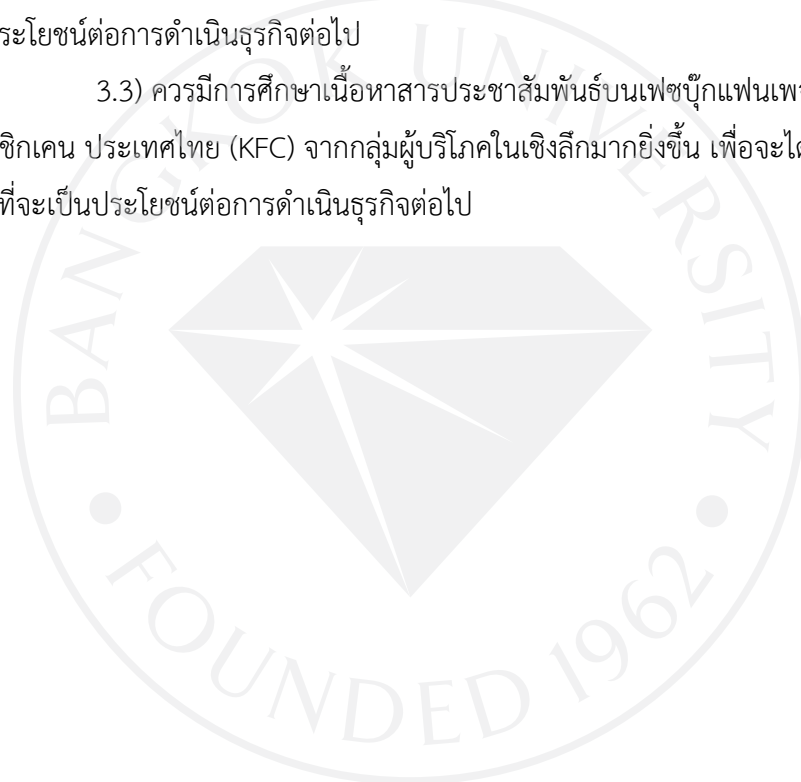 ระโยชน์ต่อการดำเนินธุรกิจต่อไป
3.3) ควรมีการศึกษาเนื้อหาสารประชาสัมพันธ์บนเฟซบุ๊กแฟนเพ
ชิกเคน ประเทศไทย (KFC) จากกลุ่มผู้บริโภคในเชิงลึกมากยิ่งขึ้น เพื่อจะได
ที่จะเป็นประโยชน์ต่อการดำเนินธุรกิจต่อไป
BANGKOK UNIVERSITY
• FOUNDED 1962 •